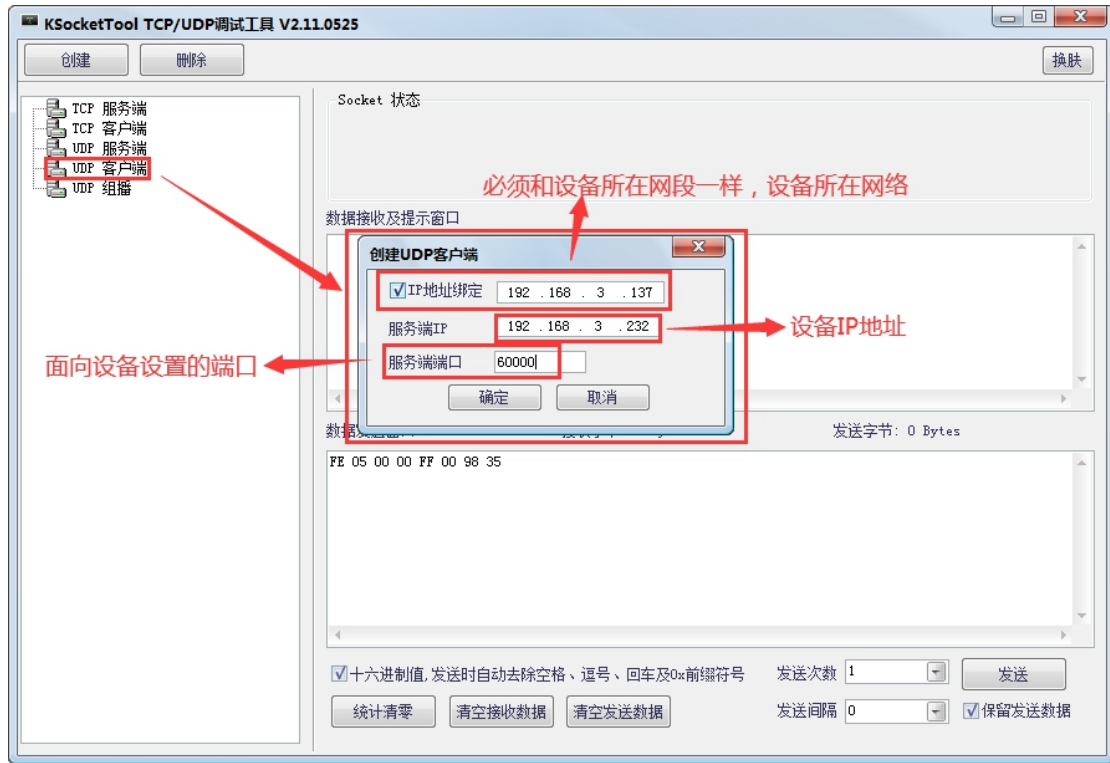 KSocketTool TCP/UDP调试工具 V2.11.0525
创建
删除
换肤
TCP 服务端
TCP 客户端
UDP 服务端
UDP 客户端
UDP 组播
Socket 状态
必须和设备所在网段一样，设备所在网络
数据接收及提示窗口
创建UDP客户端
IP地址绑定 192 .168 . 3 .137
服务端IP 192 .168 . 3 .232
设备IP地址
面向设备设置的端口
服务端端口 60000
确定
取消
发送字节: 0 Bytes
FE 05 00 00 FF 00 98 35
十六进制值,发送时自动去除空格、逗号、回车及0x前缀符号
发送次数 1
发送
统计清零
清空接收数据
清空发送数据
发送间隔 0
保留发送数据